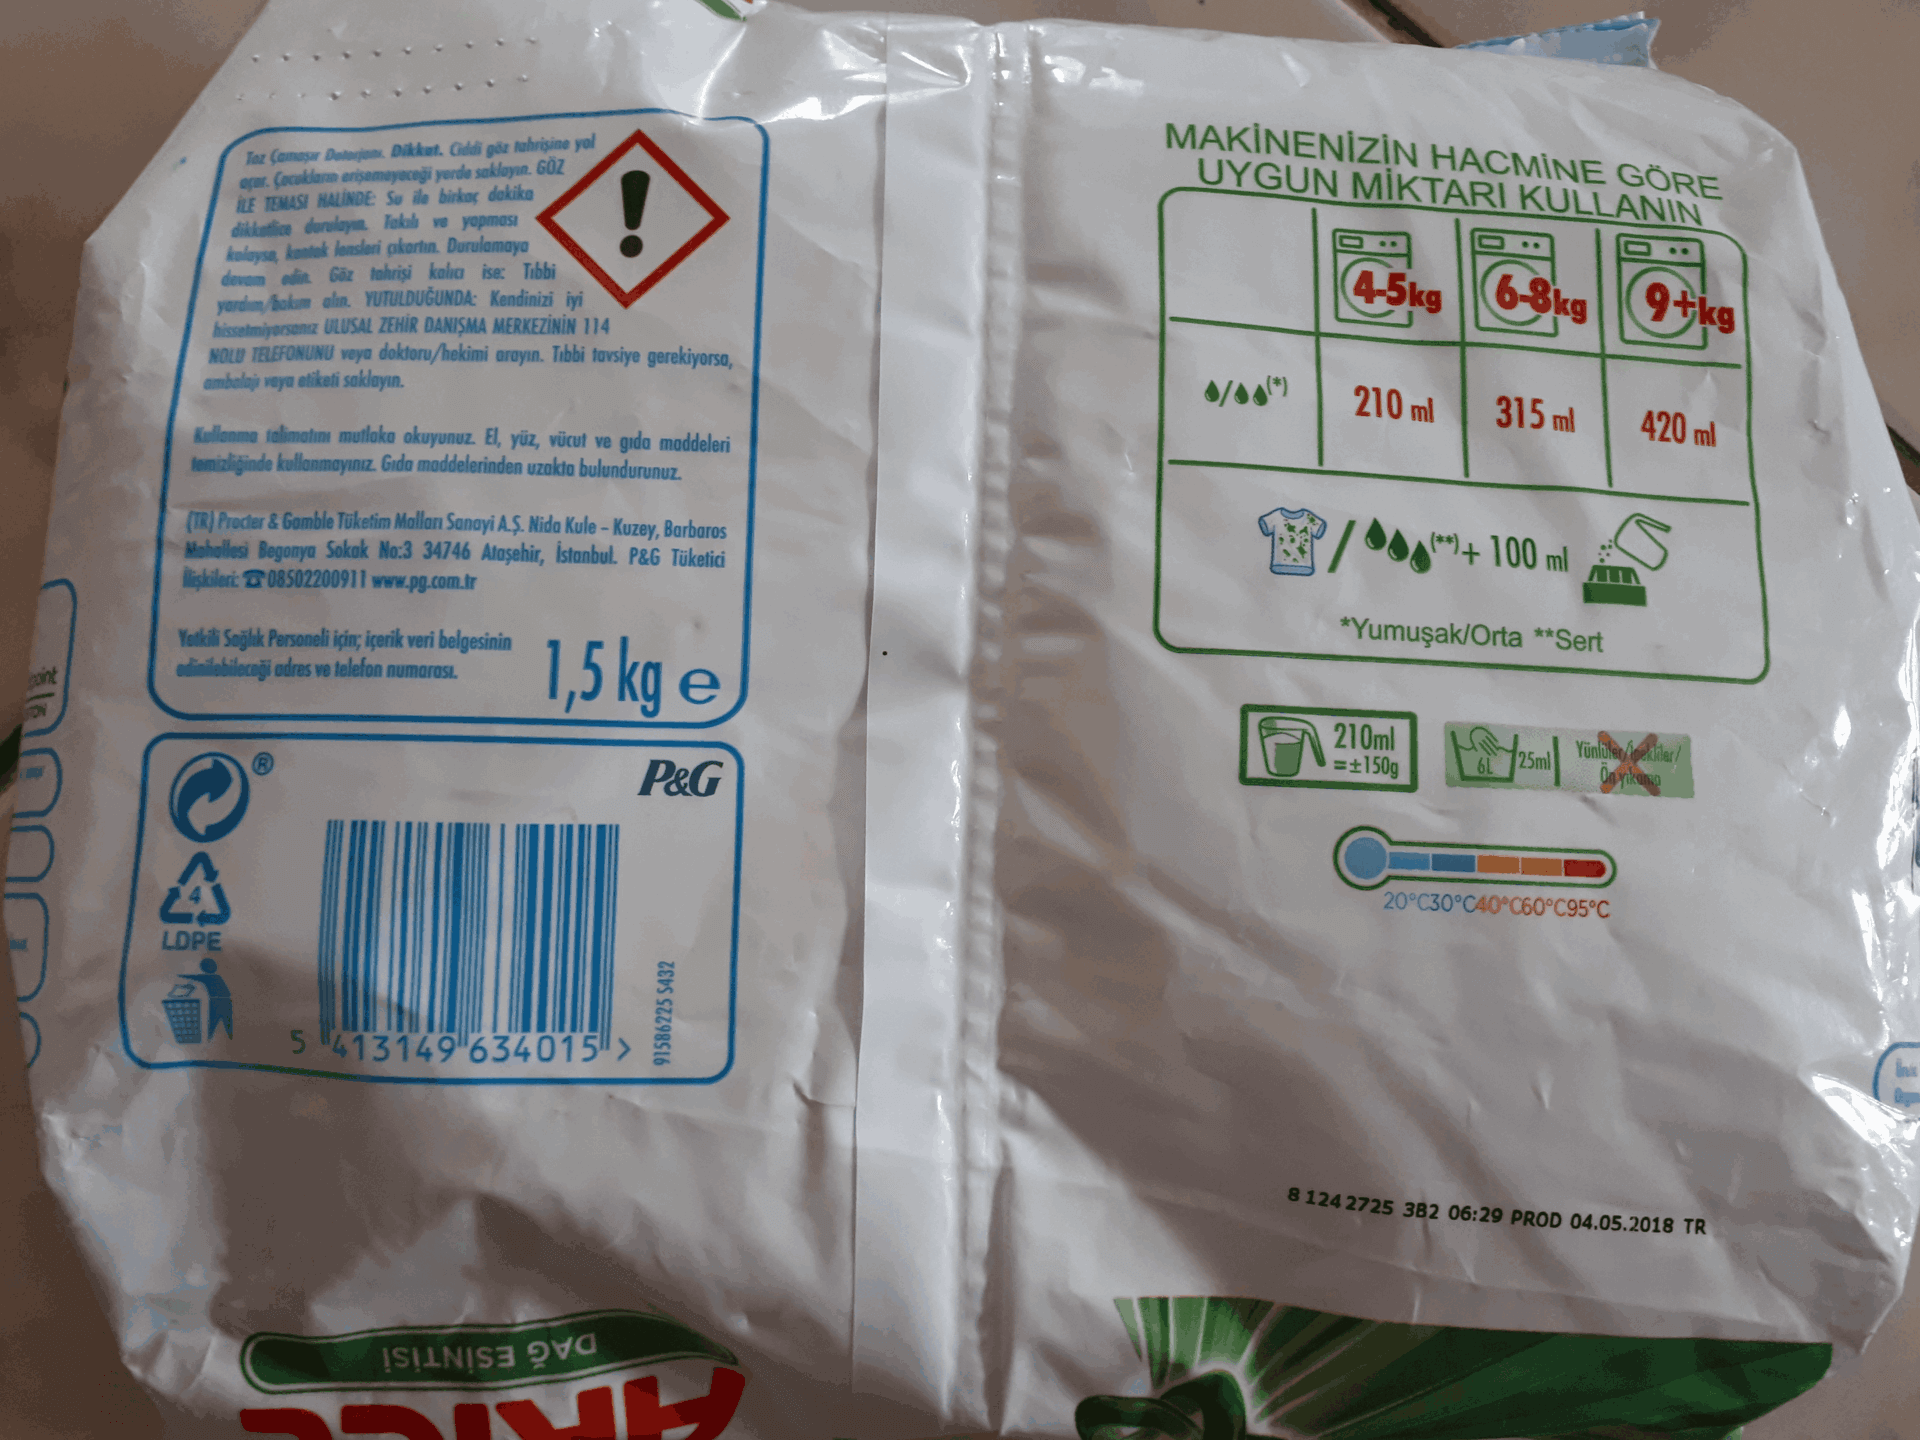 Toz Çamaşır Deterjanı. Dikkat. Ciddi göz tahrişine yol
açar. Çocukların erişemeyeceği yerde saklayın. GÖZ
İLE TEMASI HALİNDE: Su ile birkaç dakika
dikkatlice durulayın. Takılı ve yapması
kolaysa, kontak lensleri çıkartın. Durulamaya
devam edin. Göz tahrişi kalıcı ise: Tıbbi
yardım/bakım alın. YUTULDUĞUNDA: Kendinizi iyi
hissetmiyorsanız ULUSAL ZEHİR DANIŞMA MERKEZİNİN 114
NOLU TELEFONUNU veya doktoru/hekimi arayın. Tıbbi tavsiye gerekiyorsa,
ambalajı veya etiketi saklayın.
Kullanma talimatını mutlaka okuyunuz. El, yüz, vücut ve gıda maddeleri
temizliğinde kullanmayınız. Gıda maddelerinden uzakta bulundurunuz.
(TR) Procter & Gamble Tüketim Malları Sanayi A.Ş. Nida Kule – Kuzey, Barbaros
Mahallesi Begonya Sokak No:3 34746 Ataşehir, İstanbul. P&G Tüketici
İlişkileri: ☎08502200911 www.pg.com.tr
Yetkili Sağlık Personeli için; içerik veri belgesinin
edinilebileceği adres ve telefon numarası.
1,5 kg e
®
P&G
4
LDPE
5 413149 634015 >
91586225 S432
MAKİNENİZİN HACMİNE GÖRE
UYGUN MİKTARI KULLANIN
4-5kg 6-8kg 9+kg
/ (*) 210 ml 315 ml 420 ml
/ (**)+ 100 ml
*Yumuşak/Orta **Sert
210ml
=±150g
6L 25ml
Yünlüler/İpekliler/
Ön yıkama
20°C30°C40°C60°C95°C
8 124 2725 3B2 06:29 PROD 04.05.2018 TR
DAĞ ESİNTİSİ
ARIEL